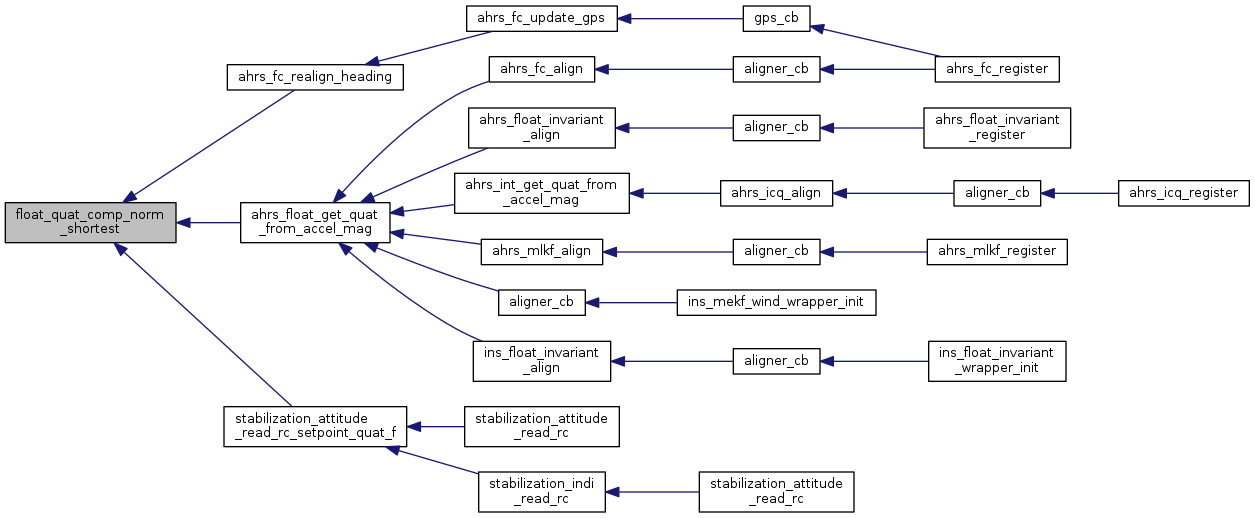 ahrs_fc_update_gps
gps_cb
ahrs_fc_realign_heading
ahrs_fc_align
aligner_cb
ahrs_fc_register
ahrs_float_invariant
_align
aligner_cb
ahrs_float_invariant
_register
ahrs_int_get_quat_from
_accel_mag
ahrs_icq_align
aligner_cb
ahrs_icq_register
float_quat_comp_norm
_shortest
ahrs_float_get_quat
_from_accel_mag
ahrs_mlkf_align
aligner_cb
ahrs_mlkf_register
aligner_cb
ins_mekf_wind_wrapper_init
ins_float_invariant
_align
aligner_cb
ins_float_invariant
_wrapper_init
stabilization_attitude
_read_rc_setpoint_quat_f
stabilization_attitude
_read_rc
stabilization_indi
_read_rc
stabilization_attitude
_read_rc